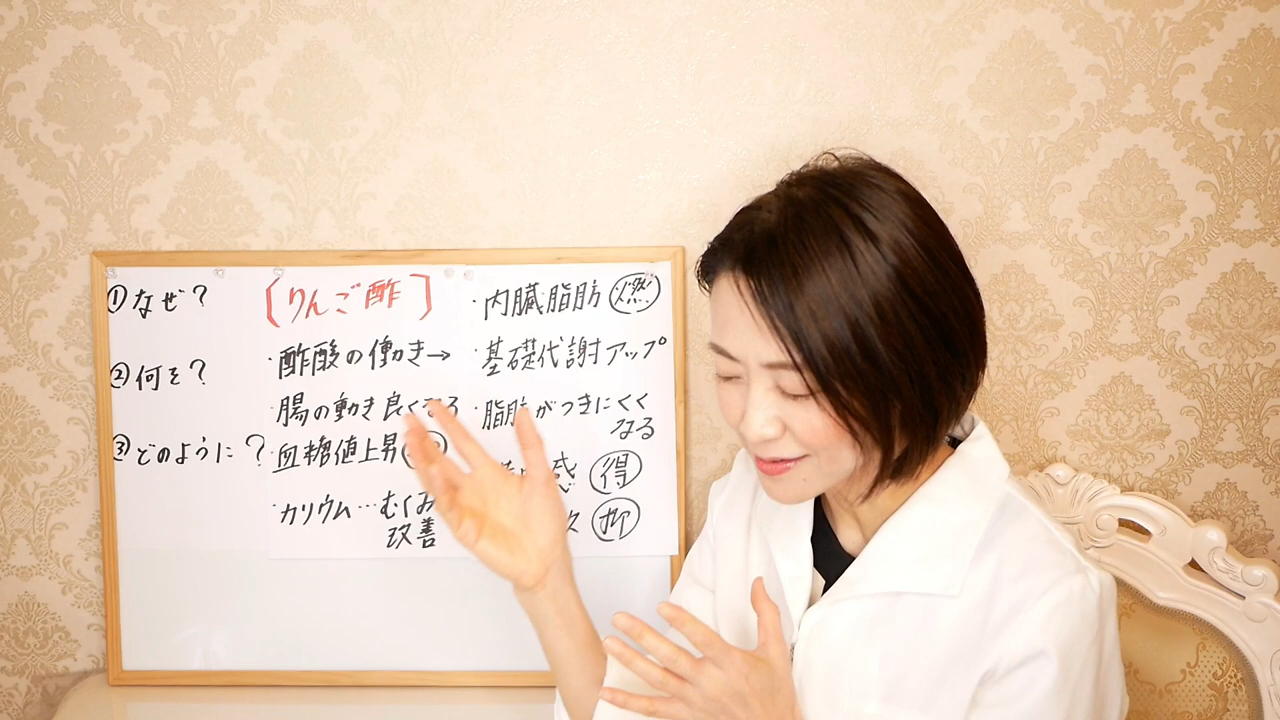 ①なぜ？
②何を？
③どのように？
〔りんご酢〕
・酢酸の働き→
・腸の動き良くなる
・血糖値上昇
・カリウム…むくみ
改善
・内臓脂肪 燃
・基礎代謝アップ
・脂肪がつきにくく
なる
感 得
抑